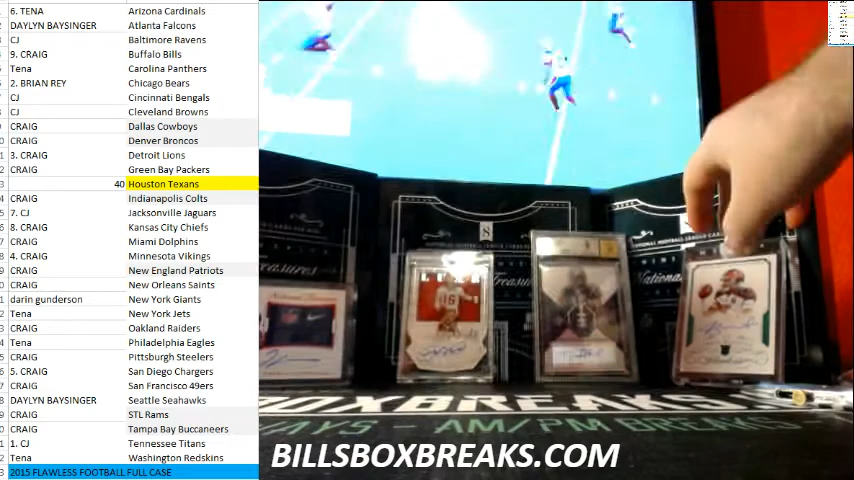 6. TENA Arizona Cardinals
DAYLYN BAYSINGER Atlanta Falcons
CJ Baltimore Ravens
9. CRAIG Buffalo Bills
Tena Carolina Panthers
2. BRIAN REY Chicago Bears
CJ Cincinnati Bengals
CJ Cleveland Browns
CRAIG Dallas Cowboys
CRAIG Denver Broncos
3. CRAIG Detroit Lions
CRAIG Green Bay Packers
40 Houston Texans
CRAIG Indianapolis Colts
7. CJ Jacksonville Jaguars
8. CRAIG Kansas City Chiefs
CRAIG Miami Dolphins
4. CRAIG Minnesota Vikings
CRAIG New England Patriots
CRAIG New Orleans Saints
darin gunderson New York Giants
Tena New York Jets
CRAIG Oakland Raiders
Tena Philadelphia Eagles
CRAIG Pittsburgh Steelers
5. CRAIG San Diego Chargers
CRAIG San Francisco 49ers
DAYLYN BAYSINGER Seattle Seahawks
CRAIG STL Rams
CRAIG Tampa Bay Buccaneers
1. CJ Tennessee Titans
Tena Washington Redskins
2015 FLAWLESS FOOTBALL FULL CASE
OXBREAKS
AYS - AM/PM BREAKS -
BILLSBOXBREAKS.COM